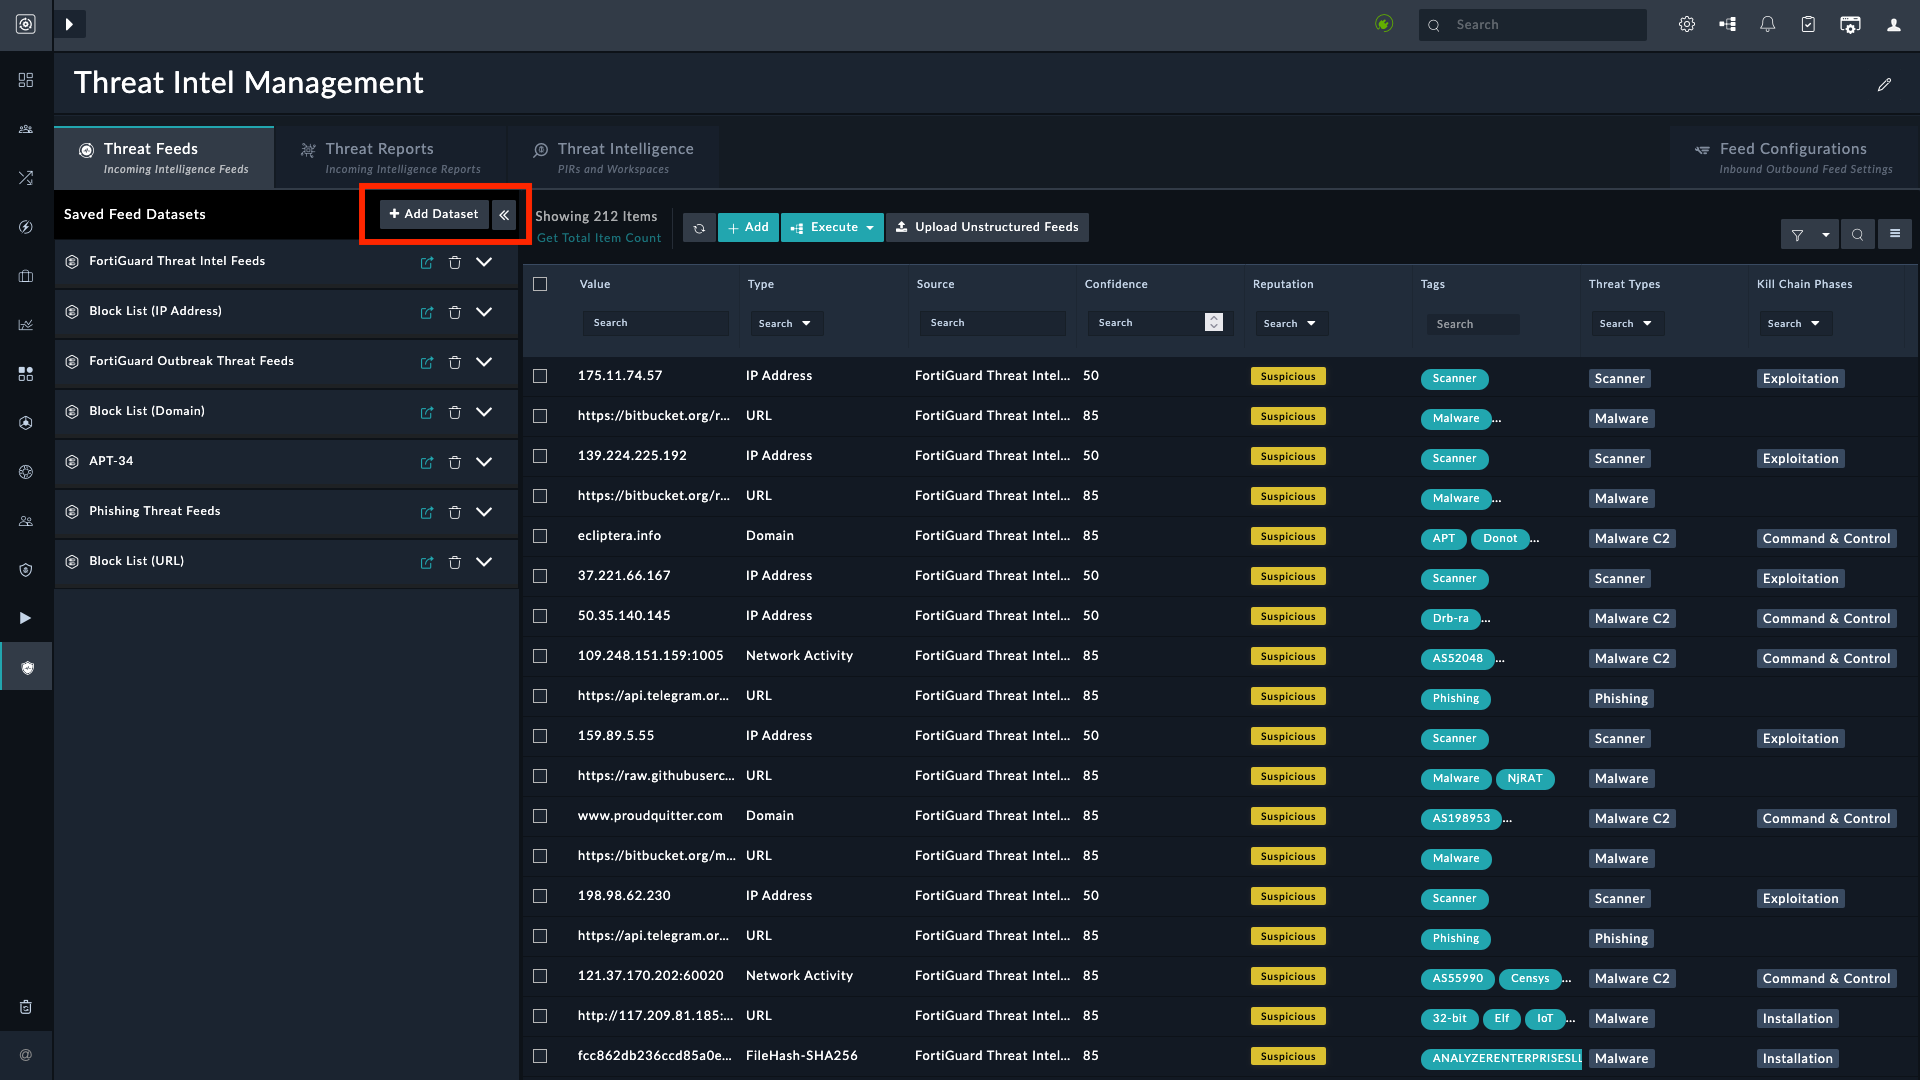 Search
Threat Intel Management
Threat Feeds
Incoming Intelligence Feeds
Threat Reports
Incoming Intelligence Reports
Threat Intelligence
PIRs and Workspaces
Feed Configurations
Inbound Outbound Feed Settings
Saved Feed Datasets
+ Add Dataset
FortiGuard Threat Intel Feeds
Block List (IP Address)
FortiGuard Outbreak Threat Feeds
Block List (Domain)
APT-34
Phishing Threat Feeds
Block List (URL)
@
Showing 212 Items
Get Total Item Count
+ Add
Execute
Upload Unstructured Feeds
Value Type Source Confidence Reputation Tags Threat Types Kill Chain Phases
Search Search Search Search Search Search Search Search
175.11.74.57 IP Address FortiGuard Threat Intel... 50 Suspicious Scanner Scanner Exploitation
https://bitbucket.org/r... URL FortiGuard Threat Intel... 85 Suspicious Malware... Malware
139.224.225.192 IP Address FortiGuard Threat Intel... 50 Suspicious Scanner Scanner Exploitation
https://bitbucket.org/r... URL FortiGuard Threat Intel... 85 Suspicious Malware... Malware
ecliptera.info Domain FortiGuard Threat Intel... 85 Suspicious APT Donot... Malware C2 Command & Control
37.221.66.167 IP Address FortiGuard Threat Intel... 50 Suspicious Scanner Scanner Exploitation
50.35.140.145 IP Address FortiGuard Threat Intel... 50 Suspicious Drb-ra... Malware C2 Command & Control
109.248.151.159:1005 Network Activity FortiGuard Threat Intel... 85 Suspicious AS52048... Malware C2 Command & Control
https://api.telegram.or... URL FortiGuard Threat Intel... 85 Suspicious Phishing Phishing
159.89.5.55 IP Address FortiGuard Threat Intel... 50 Suspicious Scanner Scanner Exploitation
https://raw.githubuserc... URL FortiGuard Threat Intel... 85 Suspicious Malware NjRAT Malware
www.proudquitter.com Domain FortiGuard Threat Intel... 85 Suspicious AS198953... Malware C2 Command & Control
https://bitbucket.org/m... URL FortiGuard Threat Intel... 85 Suspicious Malware Malware
198.98.62.230 IP Address FortiGuard Threat Intel... 50 Suspicious Scanner Scanner Exploitation
https://api.telegram.or... URL FortiGuard Threat Intel... 85 Suspicious Phishing Phishing
121.37.170.202:60020 Network Activity FortiGuard Threat Intel... 85 Suspicious AS55990 Censys... Malware C2 Command & Control
http://117.209.81.185:... URL FortiGuard Threat Intel... 85 Suspicious 32-bit Elf IoT... Malware Installation
fcc862db236ccd85a0e... FileHash-SHA256 FortiGuard Threat Intel... 85 Suspicious ANALYZERENTERPRISESLL Malware Installation